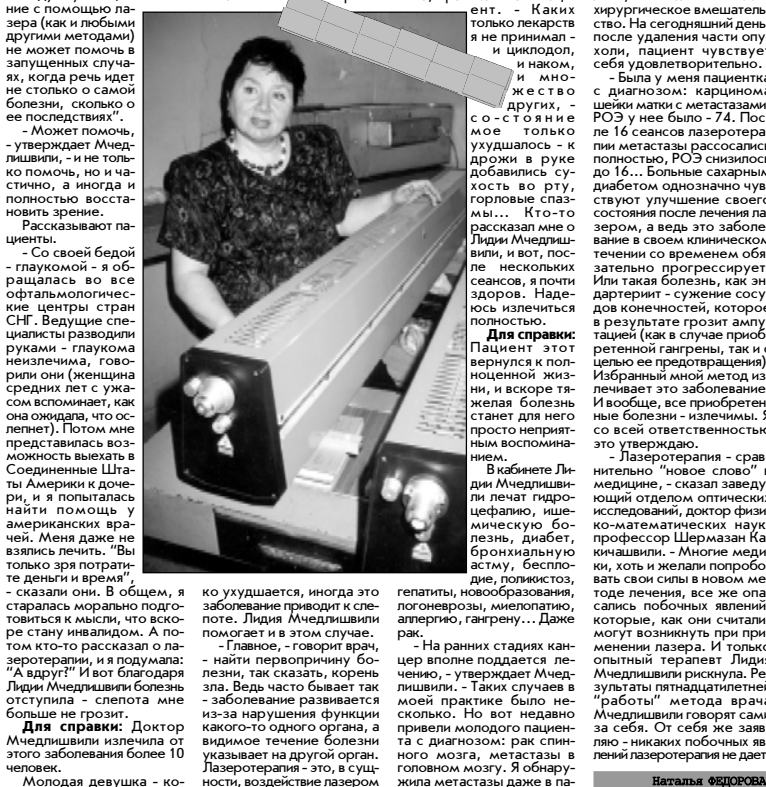 ние с помощью ла-
зера (как и любыми
другими методами)
не может помочь в
запущенных случа-
ях, когда речь идет
не столько о самой
болезни, сколько о
ее последствиях".
- Может помочь,
- утверждает Мчед-
лишвили, - и не толь-
ко помочь, но и ча-
стично, а иногда и
полностью восста-
новить зрение.
Рассказывают па-
циенты.
- Со своей бедой
- глаукомой - я об-
ращалась во все
офтальмологичес-
кие центры стран
СНГ. Ведущие спе-
циалисты разводили
руками - глаукома
неизлечима, гово-
рили они (женщина
средних лет с ужа-
сом вспоминает, как
она ожидала, что ос-
лепнет). Потом мне
представилась воз-
можность выехать в
Соединенные Шта-
ты Америки к доче-
ри, и я попыталась
найти помощь у
американских вра-
чей. Меня даже не
взялись лечить. "Вы
только зря потрати-
те деньги и время",
- сказали они. В общем, я
старалась морально подго-
товиться к мысли, что вско-
ре стану инвалидом. А по-
том кто-то рассказал о ла-
зеротерапии, и я подумала:
"А вдруг?" И вот благодаря
Лидии Мчедлишвили болезнь
отступила - слепота мне
больше не грозит.
Для справки: Доктор
Мчедлишвили излечила от
этого заболевания более 10
человек.
Молодая девушка - ко-
ко ухудшается, иногда это
заболевание приводит к сле-
поте. Лидия Мчедлишвили
помогает и в этом случае.
- Главное, - говорит врач,
- найти первопричину бо-
лезни, так сказать, корень
зла. Ведь часто бывает так
- заболевание развивается
из-за нарушения функции
какого-то одного органа, а
видимое течение болезни
указывает на другой орган.
Лазеротерапия - это, в сущ-
ности, воздействие лазером
ент. - Каких
только лекарств
я не принимал -
и циклодол,
и наком,
и мно-
жество
других, -
состояние
мое только
ухудшалось - к
дрожи в руке
добавились су-
хость во рту,
горловые спаз-
мы... Кто-то
рассказал мне о
Лидии Мчедлиш-
вили, и вот, пос-
ле нескольких
сеансов, я почти
здоров. Наде-
юсь излечиться
полностью.
Для справки:
Пациент этот
вернулся к пол-
ноценной жиз-
ни, и вскоре тя-
желая болезнь
станет для него
просто неприят-
ным воспомина-
нием.
В кабинете Ли-
дии Мчедлишви-
ли лечат гидро-
цефалию, ише-
мическую бо-
лезнь, диабет,
бронхиальную
астму, беспло-
дие, поликистоз,
гепатиты, новообразования,
логоневрозы, миелопатию,
аллергию, гангрену... Даже
рак.
- На ранних стадиях кан-
цер вполне поддается ле-
чению, - утверждает Мчед-
лишвили. - Таких случаев в
моей практике было не-
сколько. Но вот недавно
привели молодого пациен-
та с диагнозом: рак спин-
ного мозга, метастазы в
головном мозгу. Я обнару-
жила метастазы даже в па-
хирургическое вмешатель
ство. На сегодняшний день
после удаления части опу
холи, пациент чувствует
себя удовлетворительно.
- Была у меня пациентка
с диагнозом: карцинома
шейки матки с метастазами
РОЭ у нее было - 74. Пос
ле 16 сеансов лазеротера
пии метастазы рассосались
полностью, РОЭ снизилось
до 16... Больные сахарным
диабетом однозначно чув
ствуют улучшение своего
состояния после лечения ла
зером, а ведь это заболе
вание в своем клиническом
течении со временем обя
зательно прогрессирует
Или такая болезнь, как эн
дартериит - сужение сосу
дов конечностей, которое
в результате грозит ампу
тацией (как в случае приоб
ретенной гангрены, так и с
целью ее предотвращения)
Избранный мной метод из
лечивает это заболевание
И вообще, все приобретен
ные болезни - излечимы. Я
со всей ответственностью
это утверждаю.
- Лазеротерапия - срав
нительно "новое слово" в
медицине, - сказал заведу
ющий отделом оптических
исследований, доктор физи
ко-математических наук
профессор Шермазан Ка
кичашвили. - Многие меди
ки, хоть и желали попробо
вать свои силы в новом ме
тоде лечения, все же опа
сались побочных явлений
которые, как они считали
могут возникнуть при при
менении лазера. И только
опытный терапевт Лидия
Мчедлишвили рискнула. Ре
зультаты пятнадцатилетней
"работы" метода врача
Мчедлишвили говорят сами
за себя. От себя же заяв
ляю - никаких побочных яв
лений лазеротерапия не дает
Наталья ФЕДОРОВА